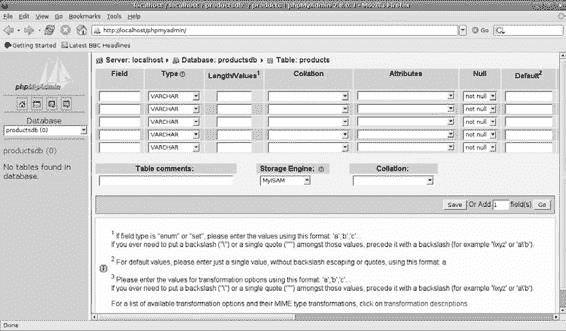 localhost / localhost / productsdb / products | phpMyAdmin
File Edit View Go Bookmarks Tools Help
http://localhost/phpmyadmin/
Go
Getting Started Latest BBC Headlines
phpMyAdmin
Database
productsdb (0)
productsdb (0)
No tables found in
database.
Server: localhost Database: productsdb Table: products
Field Type Length/Values1 Collation Attributes Null Default2
VARCHAR not null
VARCHAR not null
VARCHAR not null
VARCHAR not null
VARCHAR not null
Table comments: Storage Engine: Collation:
MyISAM
Save Or Add 1 field(s) Go
1 If field type is "enum" or "set", please enter the values using this format: 'a','b','c'...
If you ever need to put a backslash ("\") or a single quote ("'") amongst those values, precede it with a backslash (for example '\\xyz' or 'a\'b').
2 For default values, please enter just a single value, without backslash escaping or quotes, using this format: a
3 Please enter the values for transformation options using this format: 'a','b','c'...
If you ever need to put a backslash ("\") or a single quote ("'") amongst those values, precede it with a backslash (for example '\\xyz' or 'a\'b').
For a list of available transformation options and their MIME type transformations, click on transformation descriptions
Done